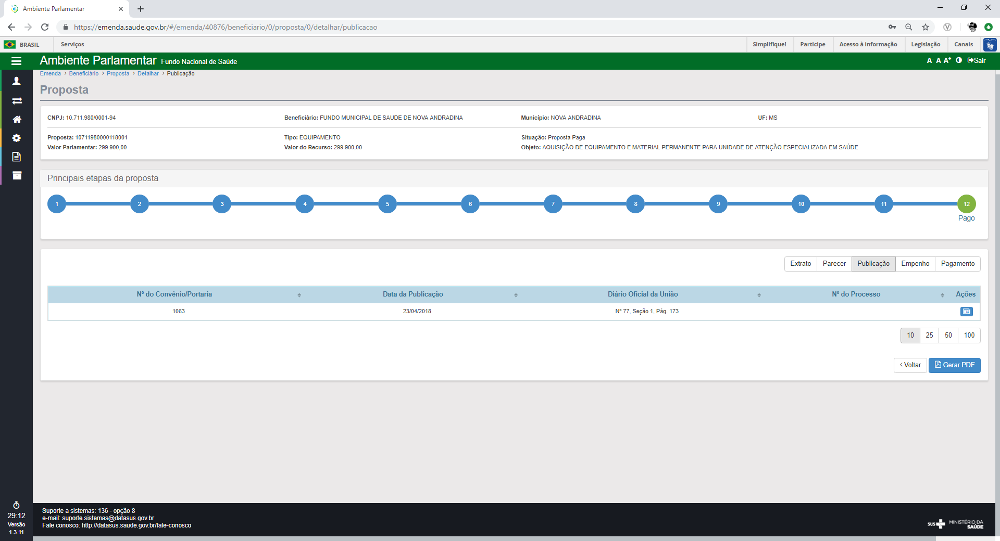 Ambiente Parlamentar
https://emenda.saude.gov.br/#/emenda/40876/beneficiario/0/proposta/0/detalhar/publicacao
BRASIL Serviços Simplifique! Participe Acesso à informação Legislação Canais
Ambiente Parlamentar Fundo Nacional de Saúde A- A A+ Sair
Emenda > Beneficiário > Proposta > Detalhar > Publicação
Proposta
CNPJ: 10.711.980/0001-94 Beneficiário: FUNDO MUNICIPAL DE SAUDE DE NOVA ANDRADINA Município: NOVA ANDRADINA UF: MS
Proposta: 10711980000118001 Tipo: EQUIPAMENTO Situação: Proposta Paga
Valor Parlamentar: 299.900,00 Valor do Recurso: 299.900,00 Objeto: AQUISIÇÃO DE EQUIPAMENTO E MATERIAL PERMANENTE PARA UNIDADE DE ATENÇÃO ESPECIALIZADA EM SAÚDE
Principais etapas da proposta
1 2 3 4 5 6 7 8 9 10 11 12
Pago
Extrato Parecer Publicação Empenho Pagamento
Nº do Convênio/Portaria Data da Publicação Diário Oficial da União Nº do Processo Ações
1063 23/04/2018 Nº 77, Seção 1, Pág. 173
10 25 50 100
< Voltar Gerar PDF
29:12
Versão
1.3.11
Suporte a sistemas: 136 - opção 8
e-mail: suporte.sistemas@datasus.gov.br
Fale conosco: http://datasus.saude.gov.br/fale-conosco
SUS MINISTÉRIO DA
SAÚDE